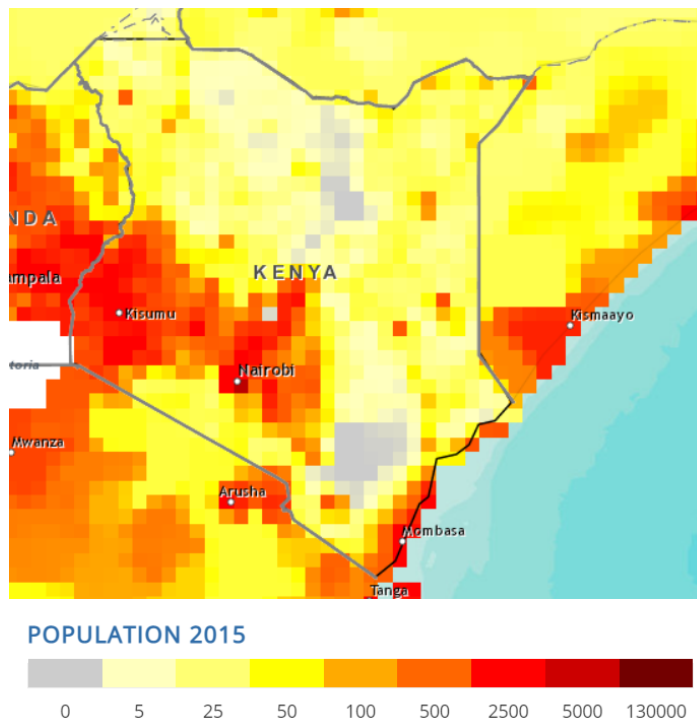 NDA
KENYA
umpala
Kisumu
Kismaayo
toria
Nairobi
Mwanza
Arusha
Mombasa
Tanga
POPULATION 2015
0 5 25 50 100 500 2500 5000 130000